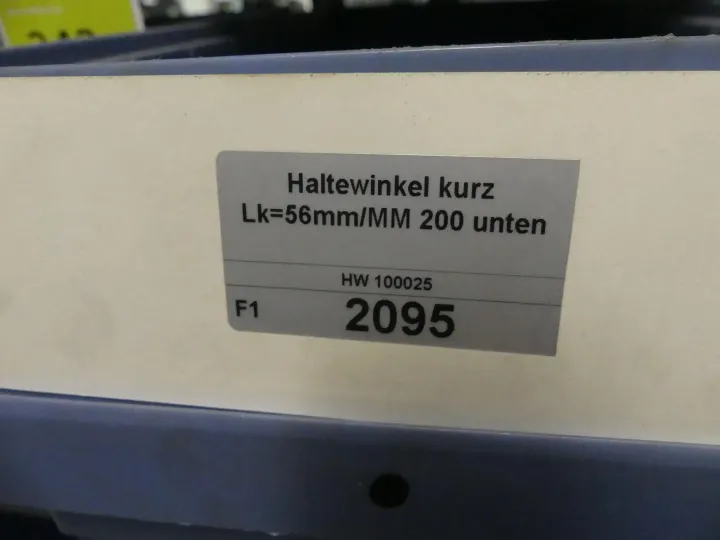 Haltewinkel kurz
Lk=56mm/MM 200 unten
HW 100025
F1 2095